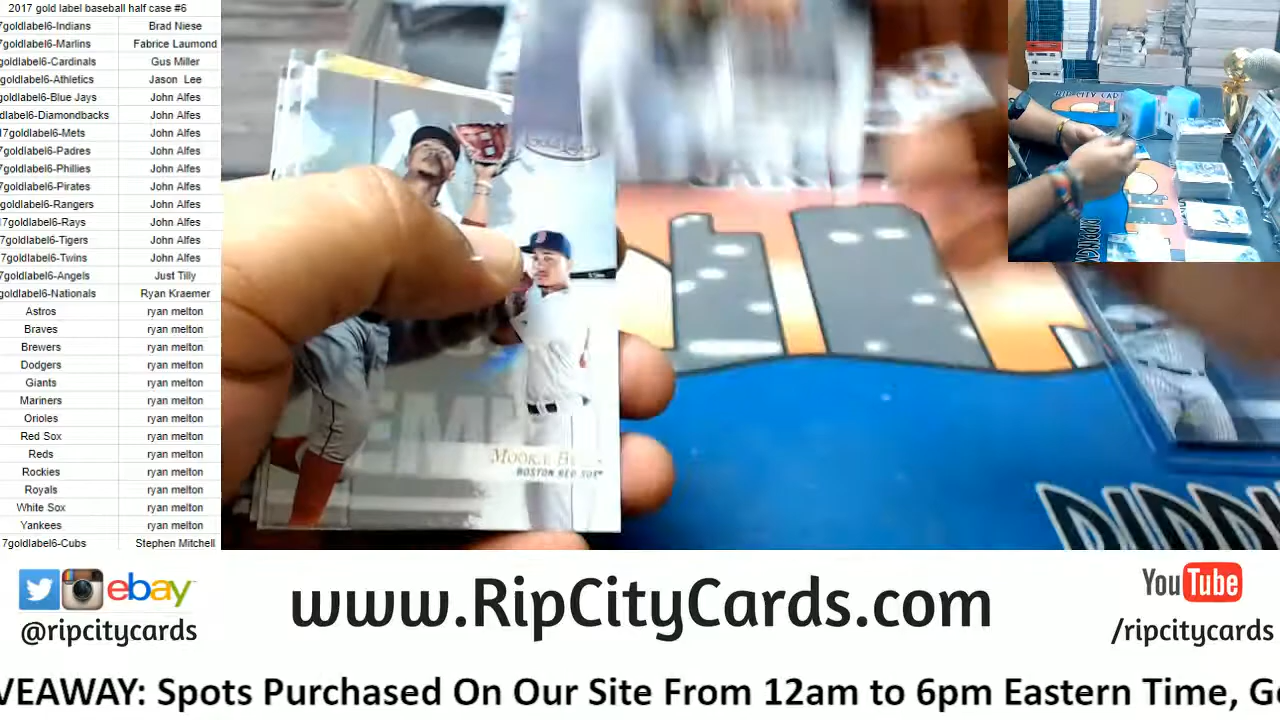 2017 gold label baseball half case #6
7goldlabel6-Indians Brad Niese
7goldlabel6-Marlins Fabrice Laumond
goldlabel6-Cardinals Gus Miller
goldlabel6-Athletics Jason Lee
goldlabel6-Blue Jays John Alfes
dlabel6-Diamondbacks John Alfes
17goldlabel6-Mets John Alfes
7goldlabel6-Padres John Alfes
7goldlabel6-Phillies John Alfes
7goldlabel6-Pirates John Alfes
goldlabel6-Rangers John Alfes
17goldlabel6-Rays John Alfes
7goldlabel6-Tigers John Alfes
7goldlabel6-Twins John Alfes
7goldlabel6-Angels Just Tilly
goldlabel6-Nationals Ryan Kraemer
Astros ryan melton
Braves ryan melton
Brewers ryan melton
Dodgers ryan melton
Giants ryan melton
Mariners ryan melton
Orioles ryan melton
Red Sox ryan melton
Reds ryan melton
Rockies ryan melton
Royals ryan melton
White Sox ryan melton
Yankees ryan melton
7goldlabel6-Cubs Stephen Mitchell
RIP CITY CARDS
BOSTON RED SOX
ebay
@ripcitycards
www.RipCityCards.com
YouTube
/ripcitycards
VEAWAY: Spots Purchased On Our Site From 12am to 6pm Eastern Time, G